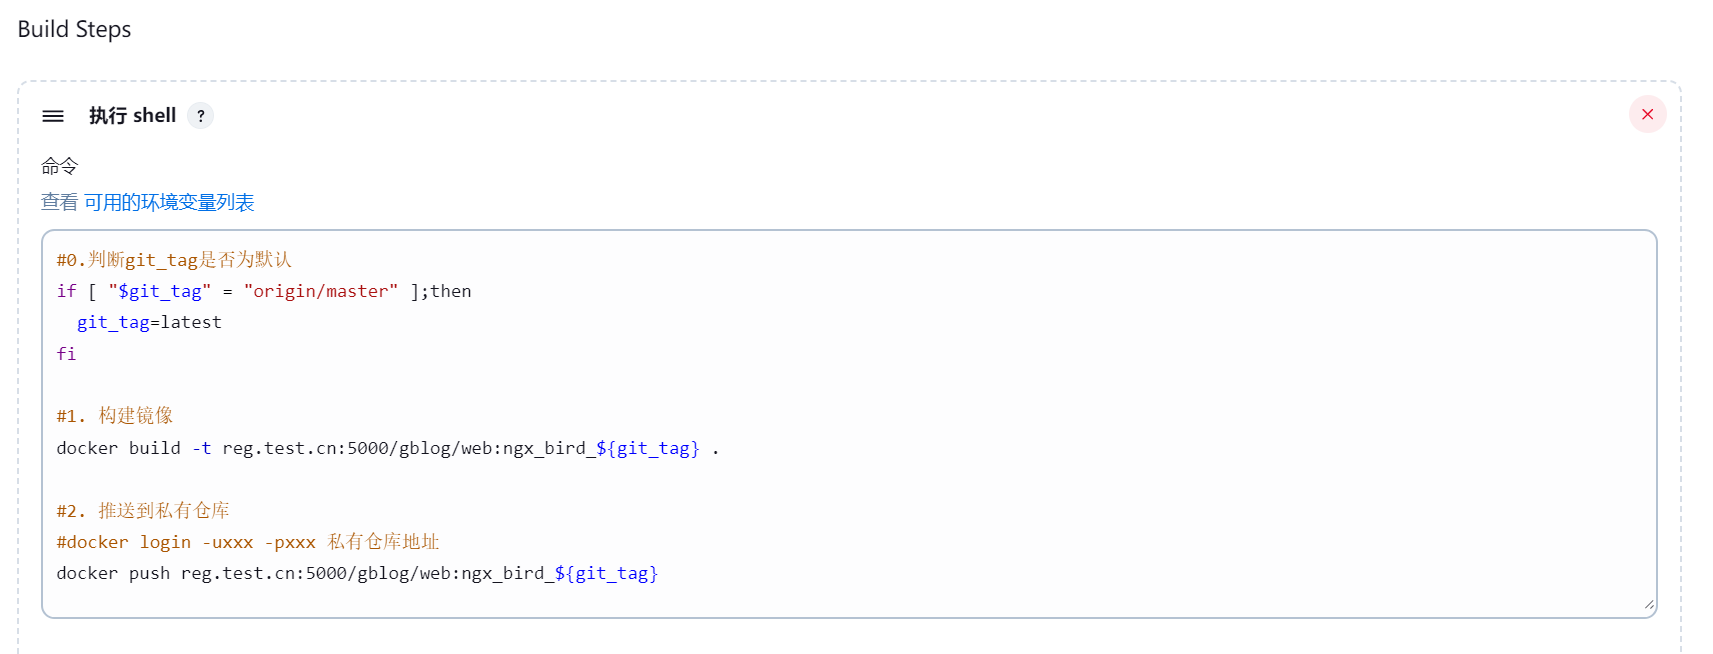 Build Steps
执行 shell ?
命令
查看 可用的环境变量列表
#0.判断git_tag是否为默认
if [ "$git_tag" = "origin/master" ];then
  git_tag=latest
fi
#1. 构建镜像
docker build -t reg.test.cn:5000/gblog/web:ngx_bird_${git_tag} .
#2. 推送到私有仓库
#docker login -uxxx -pxxx 私有仓库地址
docker push reg.test.cn:5000/gblog/web:ngx_bird_${git_tag}